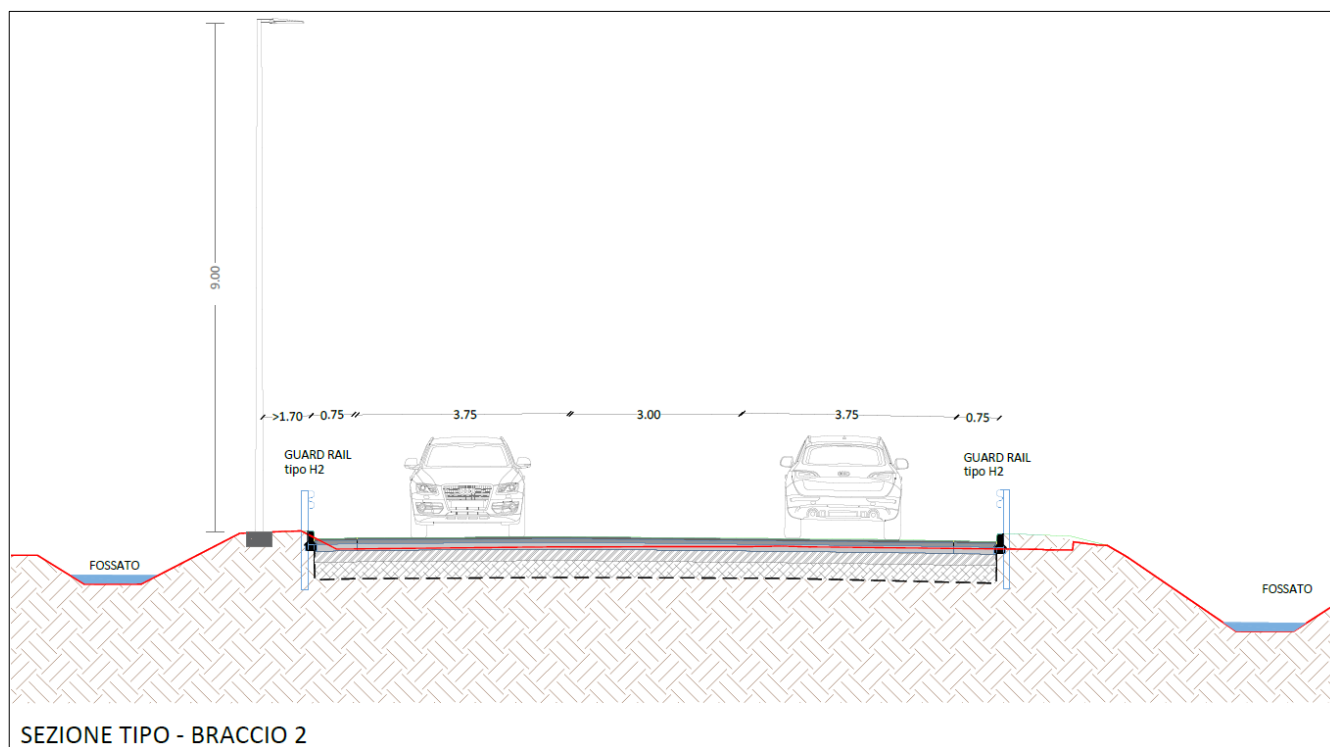 9.00
>1.70 0.75 3.75 3.00 3.75 0.75
GUARD RAIL
tipo H2
GUARD RAIL
tipo H2
FOSSATO
FOSSATO
SEZIONE TIPO - BRACCIO 2